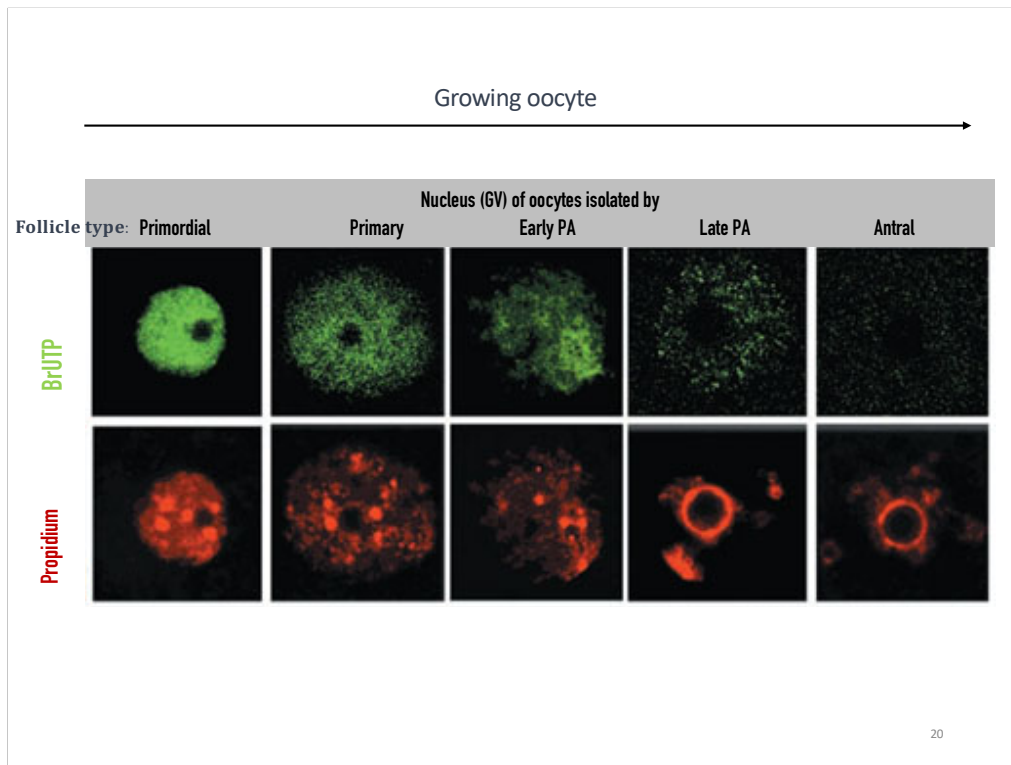 Growing oocyte
Nucleus (GV) of oocytes isolated by
Follicle type: Primordial Primary Early PA Late PA Antral
BrUTP
Propidium
20